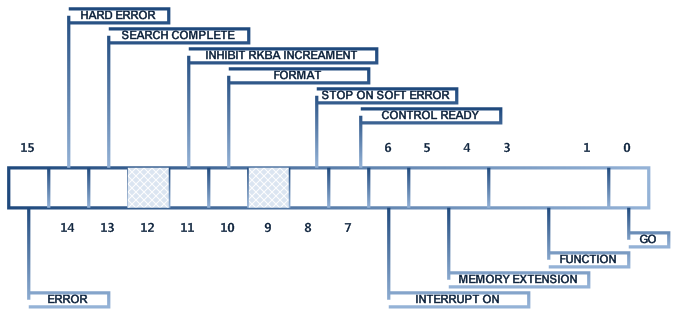 HARD ERROR
SEARCH COMPLETE
INHIBIT RKBA INCREAMENT
FORMAT
STOP ON SOFT ERROR
CONTROL READY
15 6 5 4 3 1 0
14 13 12 11 10 9 8 7
GO
FUNCTION
MEMORY EXTENSION
ERROR INTERRUPT ON